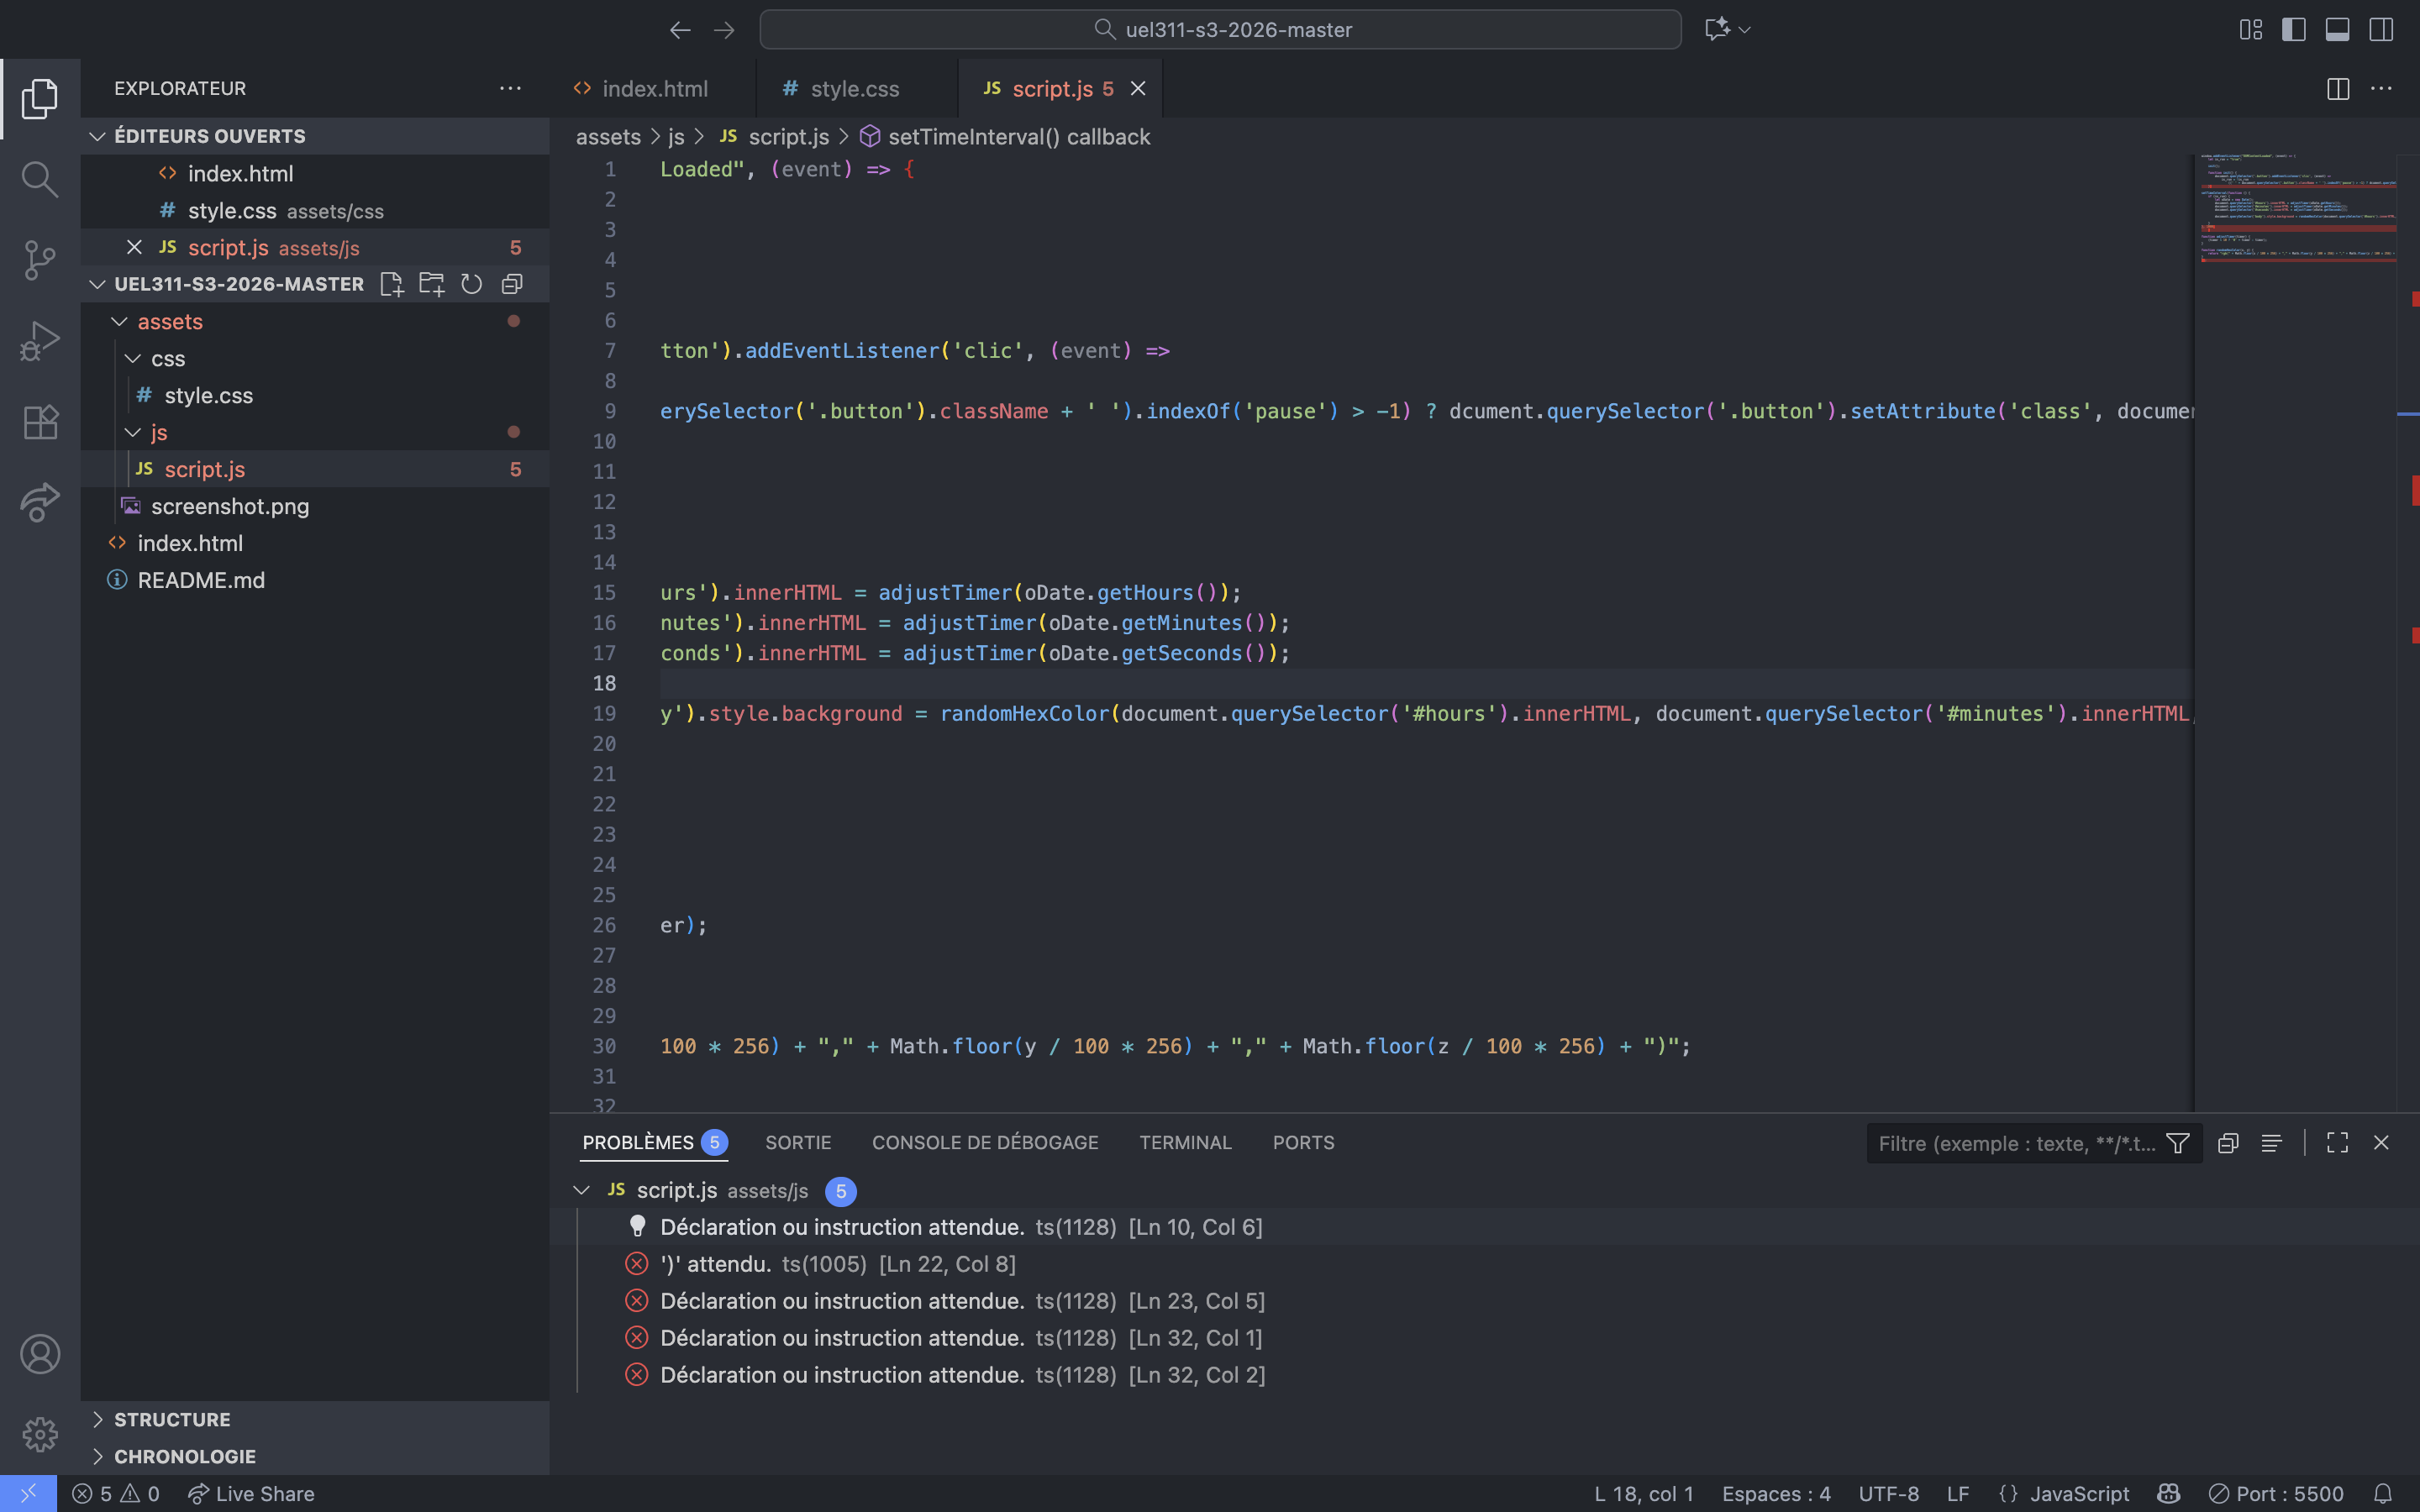 uel311-s3-2026-master
EXPLORATEUR
ÉDITEURS OUVERTS
index.html
style.css assets/css
JS script.js assets/js 5
UEL311-S3-2026-MASTER
assets
css
# style.css
js
JS script.js 5
screenshot.png
index.html
README.md
STRUCTURE
CHRONOLOGIE
index.html
# style.css
JS script.js 5
assets > js > JS script.js > setTimeInterval() callback
1 Loaded", (event) => {
2
3
4
5
6
7 tton').addEventListener('clic', (event) =>
8
9 erySelector('.button').className + ' ').indexOf('pause') > -1) ? dcument.querySelector('.button').setAttribute('class', documen
10
11
12
13
14
15 urs').innerHTML = adjustTimer(oDate.getHours());
16 nutes').innerHTML = adjustTimer(oDate.getMinutes());
17 conds').innerHTML = adjustTimer(oDate.getSeconds());
18
19 y').style.background = randomHexColor(document.querySelector('#hours').innerHTML, document.querySelector('#minutes').innerHTML,
20
21
22
23
24
25
26 er);
27
28
29
30 100 * 256) + "," + Math.floor(y / 100 * 256) + "," + Math.floor(z / 100 * 256) + ")";
31
32
PROBLÈMES 5 SORTIE CONSOLE DE DÉBOGAGE TERMINAL PORTS
Filtre (exemple : texte, **/*.t...
JS script.js assets/js 5
Déclaration ou instruction attendue. ts(1128) [Ln 10, Col 6]
')' attendu. ts(1005) [Ln 22, Col 8]
Déclaration ou instruction attendue. ts(1128) [Ln 23, Col 5]
Déclaration ou instruction attendue. ts(1128) [Ln 32, Col 1]
Déclaration ou instruction attendue. ts(1128) [Ln 32, Col 2]
5 0 Live Share
L 18, col 1 Espaces : 4 UTF-8 LF {} JavaScript Port : 5500